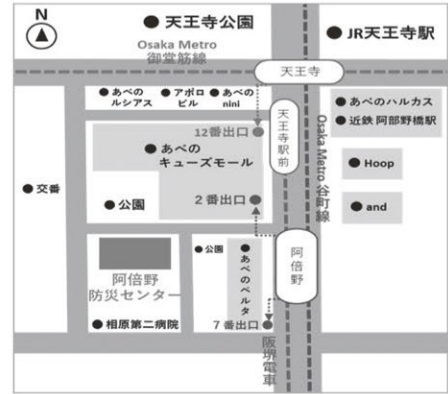 N
天王寺公園
JR天王寺駅
Osaka Metro
御堂筋線
天王寺
あべの
ルシアス
アポロ
ビル
あべの
nini
天王寺駅前
Osaka Metro 谷町線
あべのハルカス
近鉄 阿部野橋駅
12番出口
あべの
キューズモール
Hoop
交番
公園
2番出口
and
阿倍野
防災センター
公園
あべのベルタ
阿倍野
相原第二病院
7番出口
阪堺電車